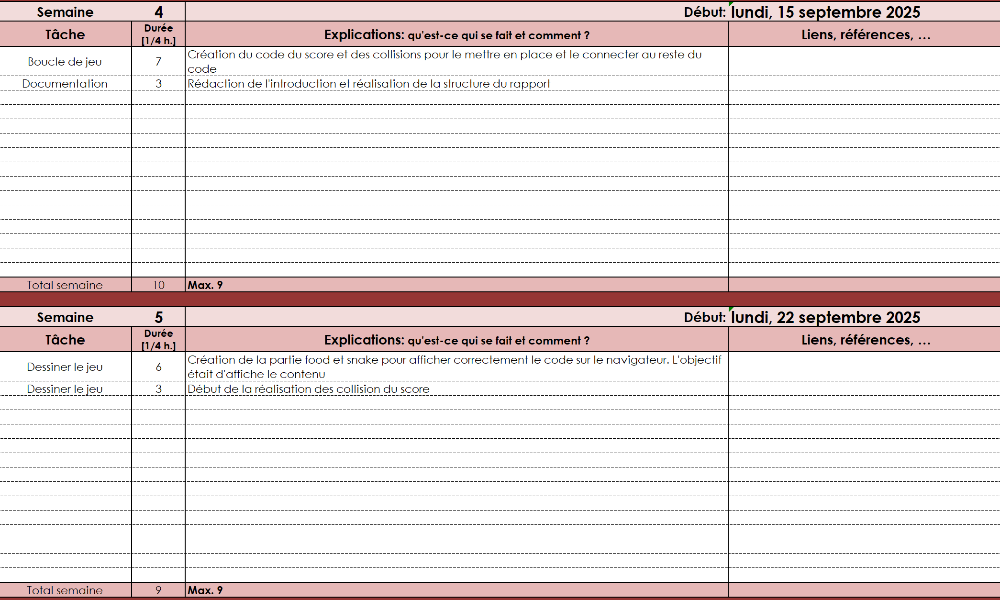 Semaine 4 Début: lundi, 15 septembre 2025
Tâche Durée [1/4 h.] Explications: qu'est-ce qui se fait et comment ? Liens, références, …
Boucle de jeu 7 Création du code du score et des collisions pour le mettre en place et le connecter au reste du
code
Documentation 3 Rédaction de l'introduction et réalisation de la structure du rapport
Total semaine 10 Max. 9
Semaine 5 Début: lundi, 22 septembre 2025
Tâche Durée [1/4 h.] Explications: qu'est-ce qui se fait et comment ? Liens, références, …
Dessiner le jeu 6 Création de la partie food et snake pour afficher correctement le code sur le navigateur. L'objectif
était d'affiche le contenu
Dessiner le jeu 3 Début de la réalisation des collision du score
Total semaine 9 Max. 9